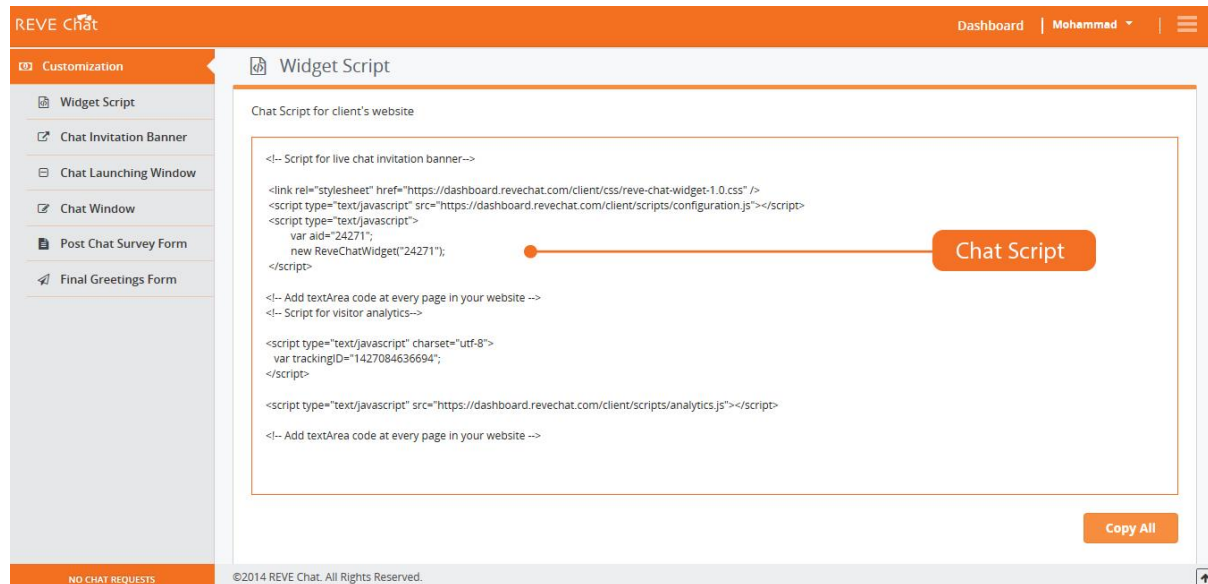 REVE Chat
Dashboard | Mohammad |
Customization
Widget Script
Chat Invitation Banner
Chat Launching Window
Chat Window
Post Chat Survey Form
Final Greetings Form
NO CHAT REQUESTS
Widget Script
Chat Script for client's website
<!-- Script for live chat invitation banner-->
<link rel="stylesheet" href="https://dashboard.revechat.com/client/css/reve-chat-widget-1.0.css" />
<script type="text/javascript" src="https://dashboard.revechat.com/client/scripts/configuration.js"></script>
<script type="text/javascript">
var aid="24271";
new ReveChatWidget("24271");
</script>
<!-- Add textArea code at every page in your website -->
<!-- Script for visitor analytics-->
<script type="text/javascript" charset="utf-8">
var trackingID="1427084636694";
</script>
<script type="text/javascript" src="https://dashboard.revechat.com/client/scripts/analytics.js"></script>
<!-- Add textArea code at every page in your website -->
Chat Script
Copy All
©2014 REVE Chat. All Rights Reserved.